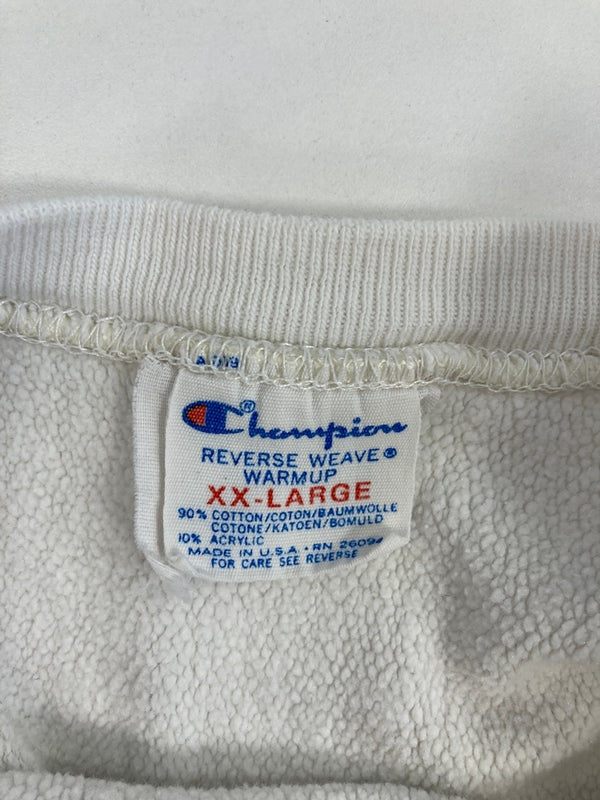 Champion®
REVERSE WEAVE®
WARMUP
XX-LARGE
90% COTTON/COTON/BAUMWOLLE
COTONE/KATOEN/BOMULD
10% ACRYLIC
MADE IN U.S.A. · RN 26094
FOR CARE SEE REVERSE